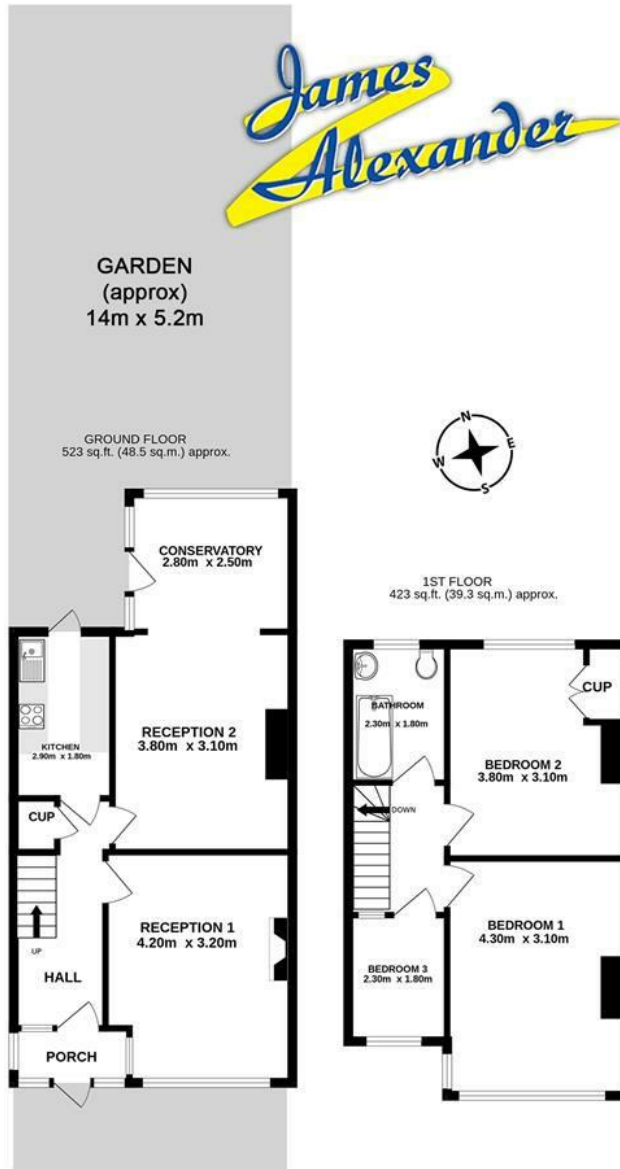 James
Alexander
GARDEN
(approx)
14m x 5.2m
GROUND FLOOR
523 sq.ft. (48.5 sq.m.) approx.
CONSERVATORY
2.80m x 2.50m
KITCHEN
2.90m x 1.80m
RECEPTION 2
3.80m x 3.10m
CUP
UP
HALL
RECEPTION 1
4.20m x 3.20m
PORCH
N
E
W
S
1ST FLOOR
423 sq.ft. (39.3 sq.m.) approx.
BATHROOM
2.30m x 1.80m
CUP
BEDROOM 2
3.80m x 3.10m
DOWN
BEDROOM 1
4.30m x 3.10m
BEDROOM 3
2.30m x 1.80m